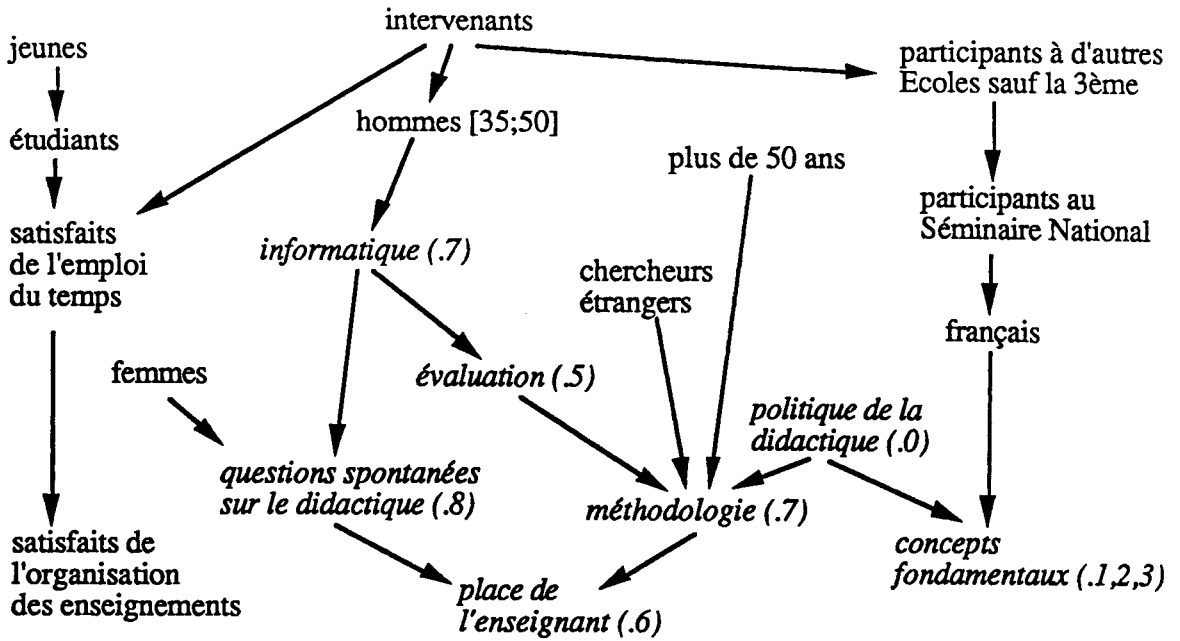 intervenants
jeunes
participants à d'autres
Ecoles sauf la 3ème
hommes [35;50]
étudiants
plus de 50 ans
participants au
Séminaire National
satisfaits
de l'emploi
du temps
informatique (.7)
chercheurs
étrangers
français
femmes
évaluation (.5)
politique de la
didactique (.0)
questions spontanées
sur le didactique (.8)
méthodologie (.7)
satisfaits de
l'organisation
des enseignements
concepts
fondamentaux (.1,2,3)
place de
l'enseignant (.6)